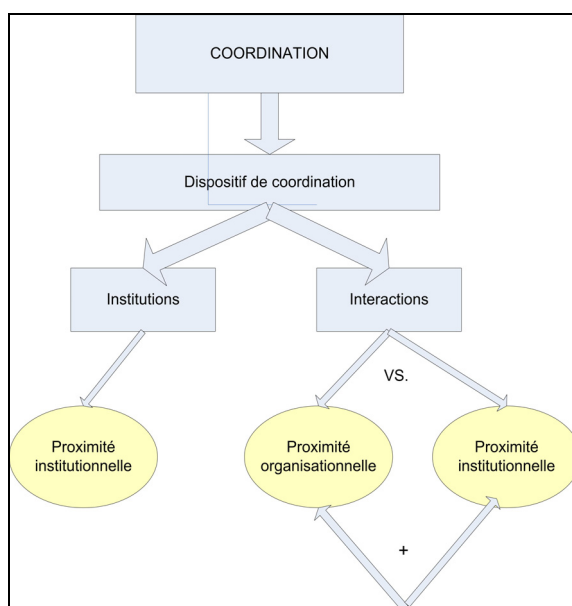 COORDINATION
Dispositif de coordination
Institutions
Interactions
VS.
Proximité
institutionnelle
Proximité
organisationnelle
Proximité
institutionnelle
+